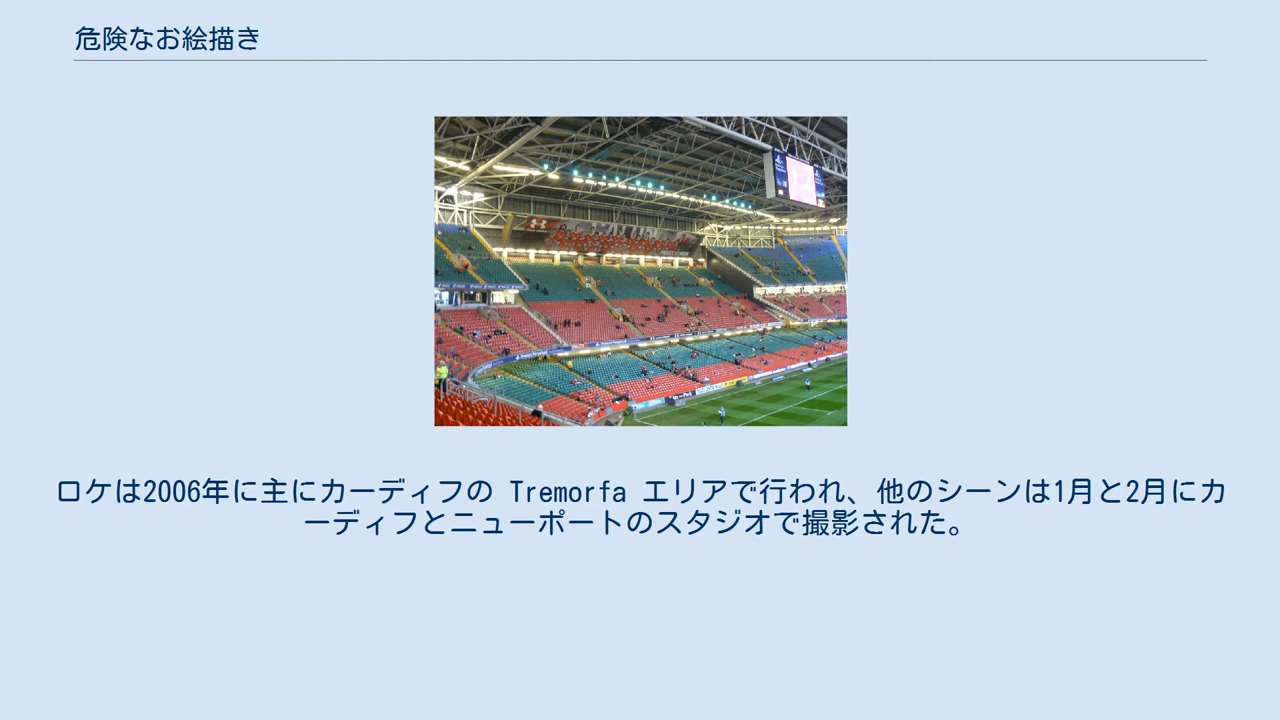 危険なお絵描き
ロケは2006年に主にカーディフの Tremorfa エリアで行われ、他のシーンは1月と2月にカ
ーディフとニューポートのスタジオで撮影された。